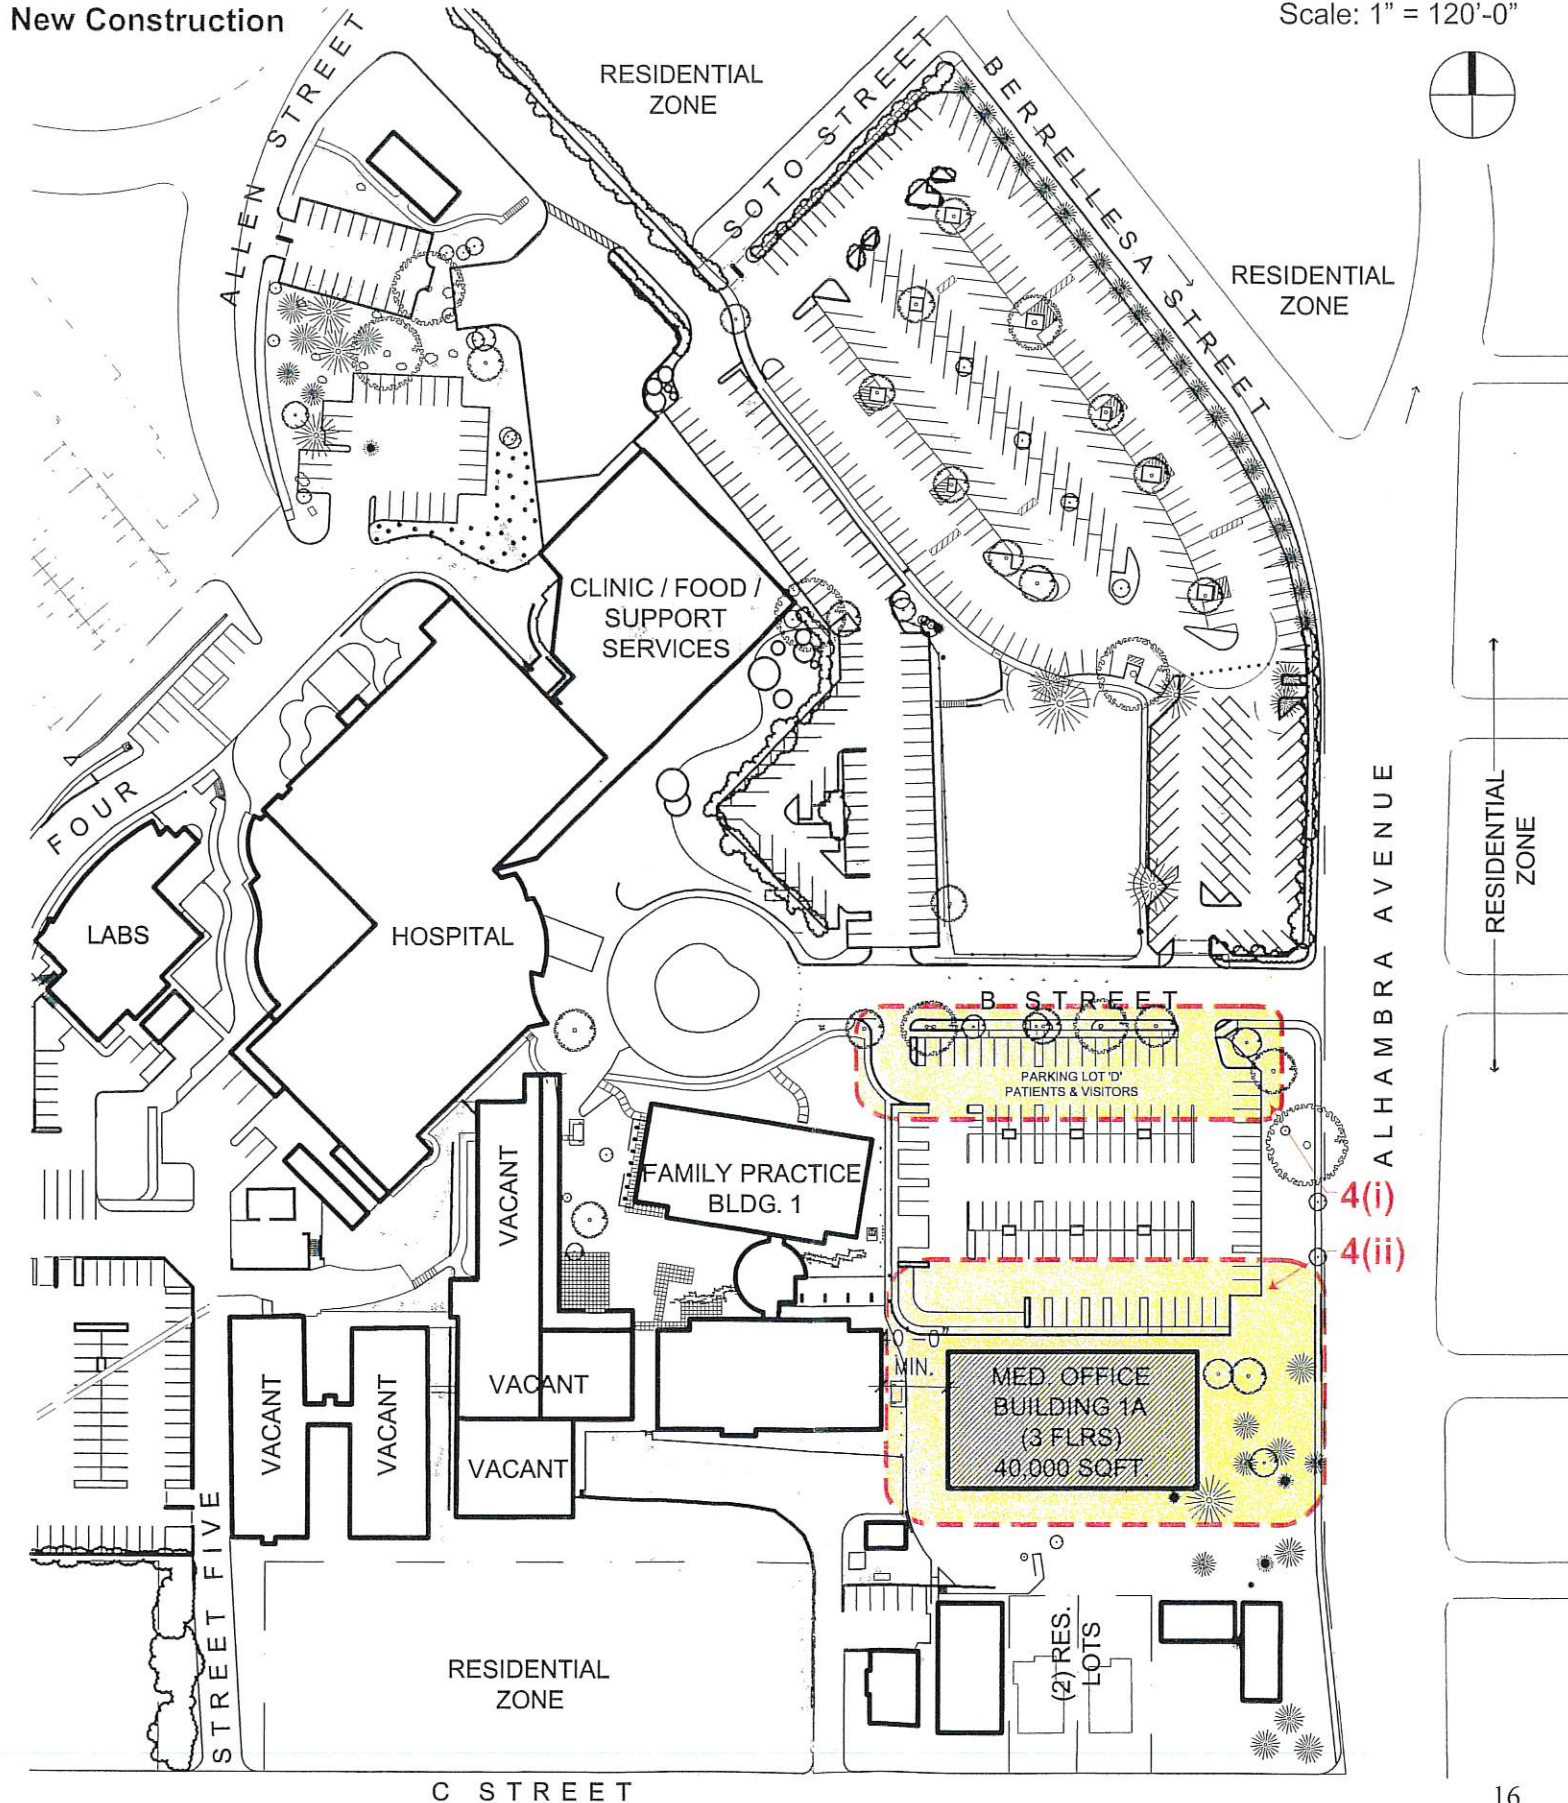 New Construction
Scale: 1” = 120’-0”
RESIDENTIAL
ZONE
ALLEN STREET
SOTO STREET
BERRELLESA STREET
RESIDENTIAL
ZONE
CLINIC / FOOD /
SUPPORT
SERVICES
FOUR
LABS
HOSPITAL
ALHAMBRA AVENUE
RESIDENTIAL
ZONE
B STREET
PARKING LOT 'D'
PATIENTS & VISITORS
VACANT
FAMILY PRACTICE
BLDG. 1
4(i)
4(ii)
VACANT
VACANT
VACANT
VACANT
MIN.
MED. OFFICE
BUILDING 1A
(3 FLRS)
40,000 SQFT.
STREET FIVE
RESIDENTIAL
ZONE
(2) RES.
LOTS
C STREET
16